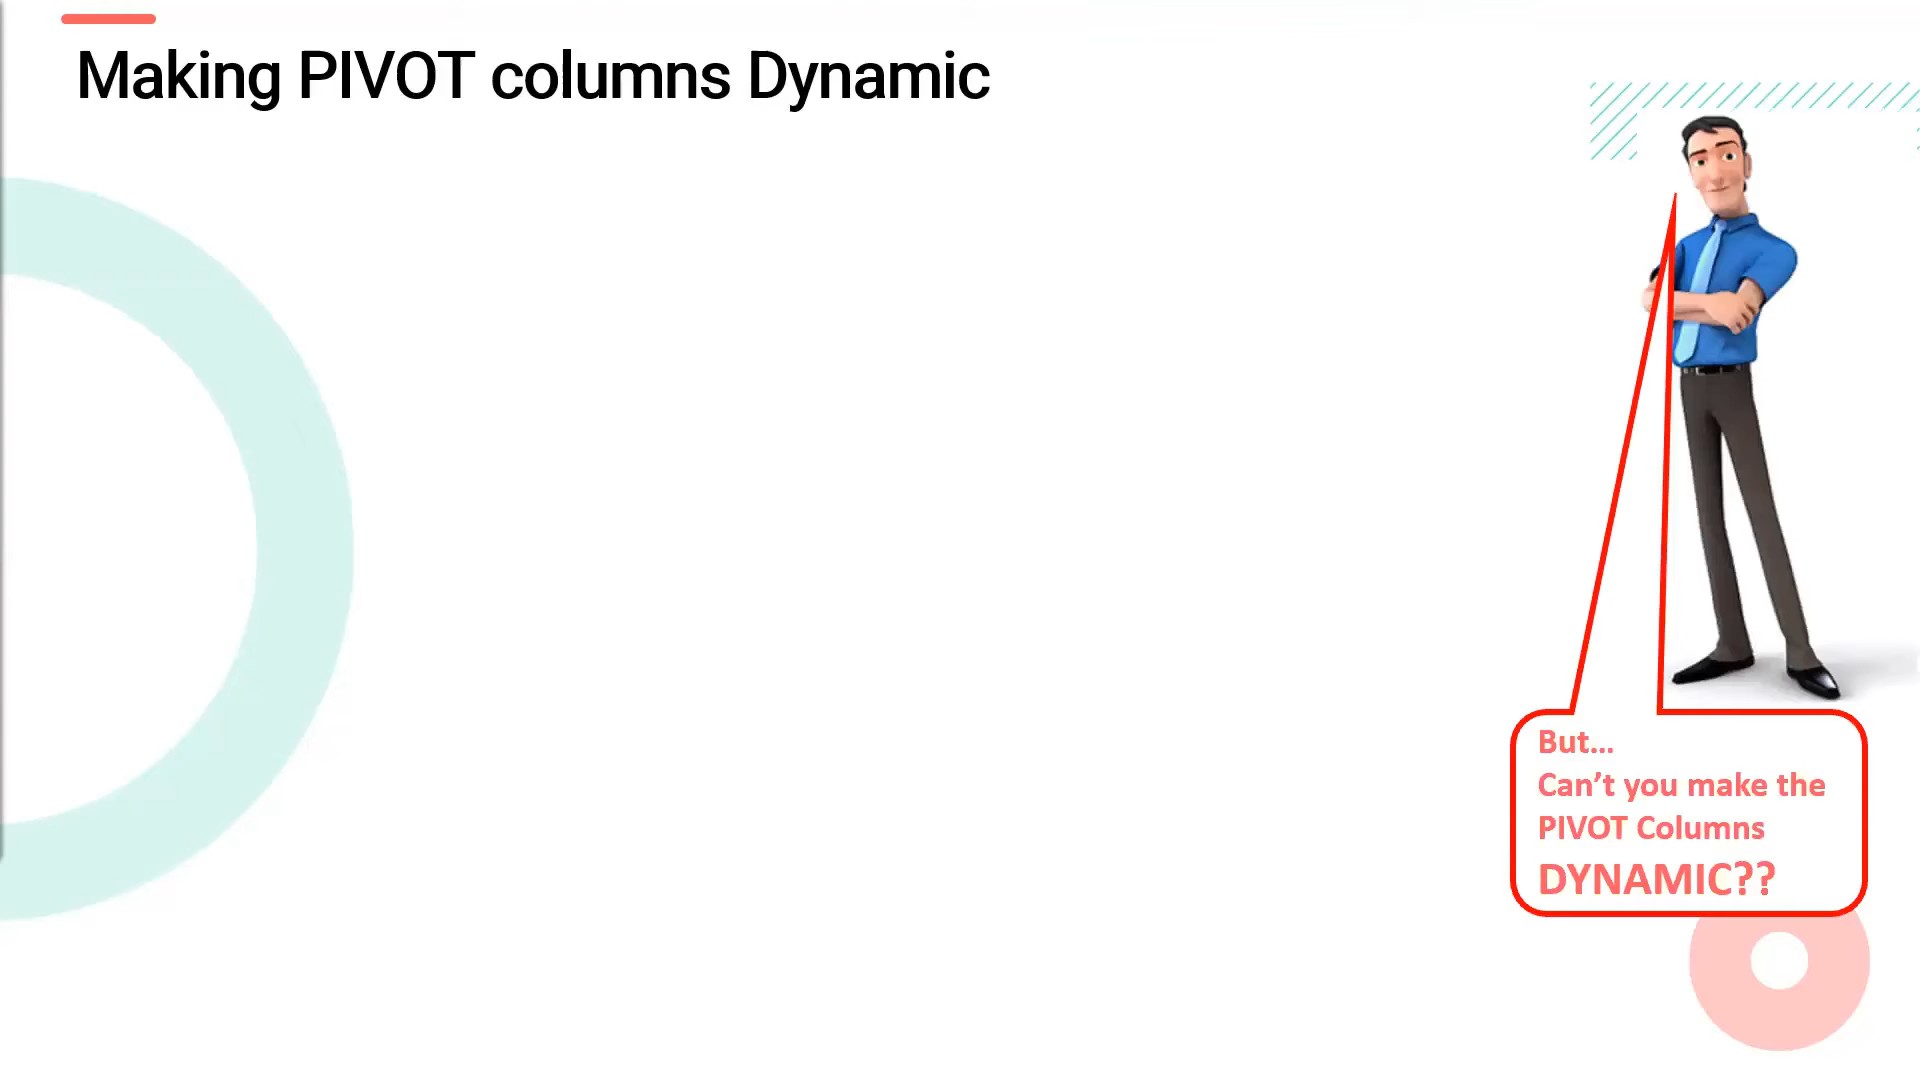 Making PIVOT columns Dynamic
But...
Can’t you make the
PIVOT Columns
DYNAMIC??